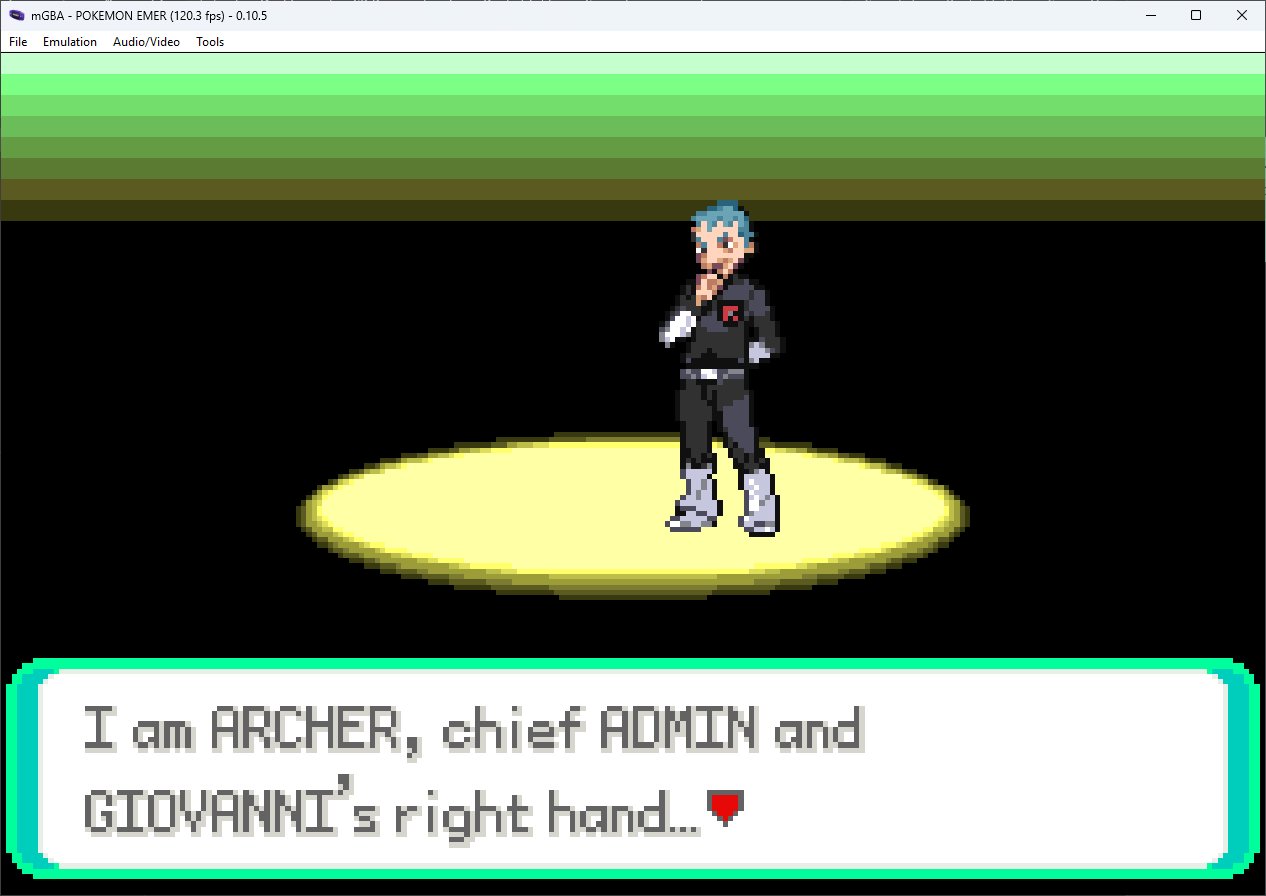 mGBA - POKEMON EMER (120.3 fps) - 0.10.5
File Emulation Audio/Video Tools
R
I am ARCHER, chief ADMIN and
GIOVANNI's right hand...